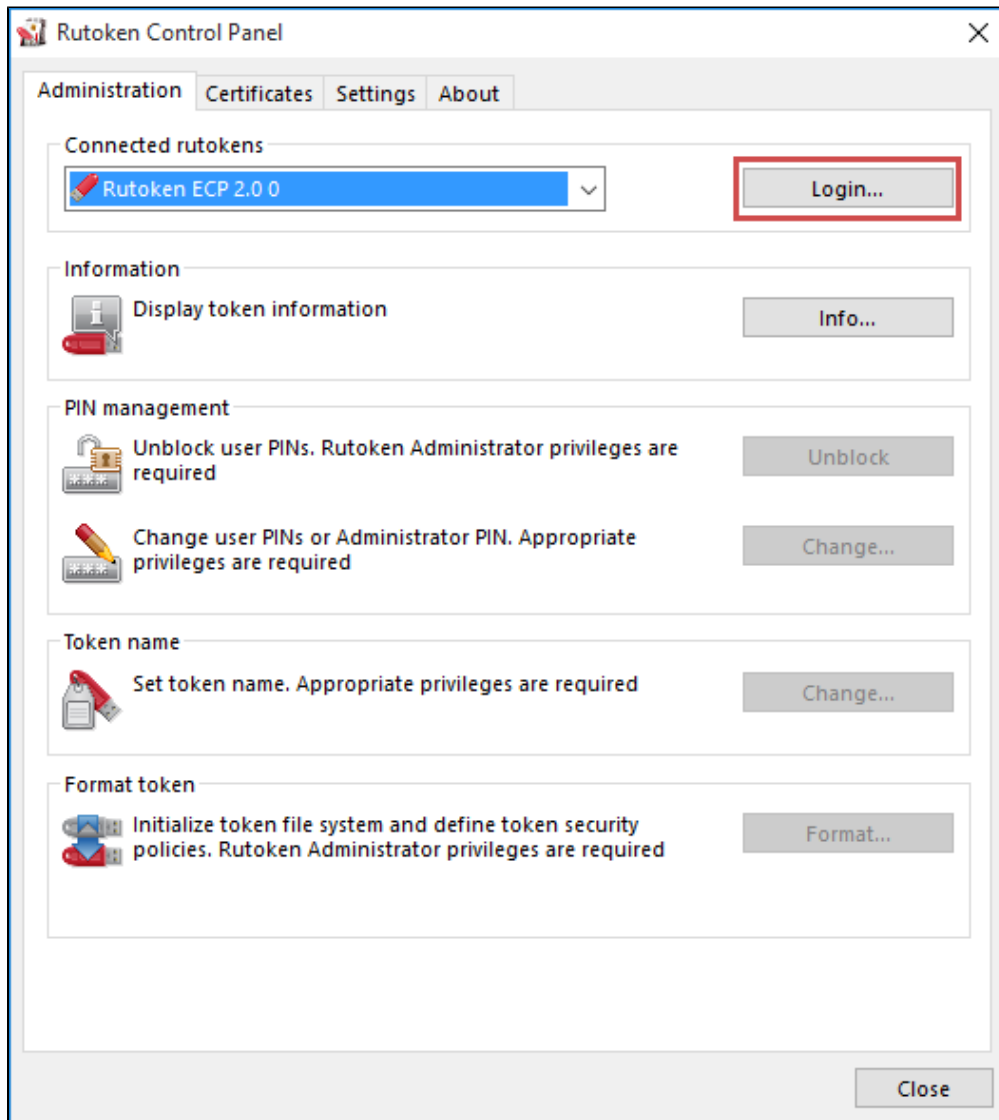 Rutoken Control Panel
Administration Certificates Settings About
Connected rutokens
Rutoken ECP 2.0 0
Login...
Information
Display token information
Info...
PIN management
Unblock user PINs. Rutoken Administrator privileges are
required
Unblock
Change user PINs or Administrator PIN. Appropriate
privileges are required
Change...
Token name
Set token name. Appropriate privileges are required
Change...
Format token
Initialize token file system and define token security
policies. Rutoken Administrator privileges are required
Format...
Close